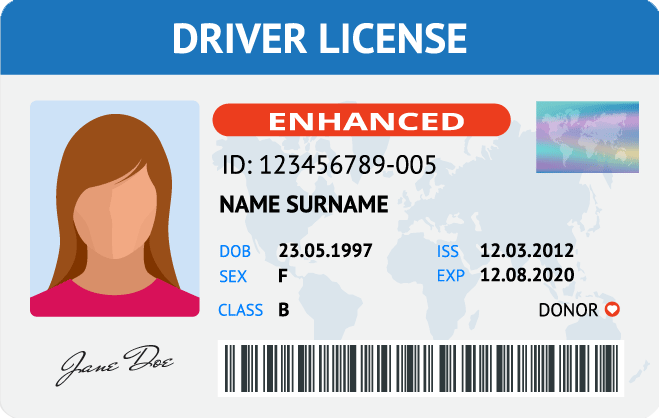 DRIVER LICENSE
ENHANCED
ID: 123456789-005
NAME SURNAME
DOB 23.05.1997 ISS 12.03.2012
SEX F EXP 12.08.2020
CLASS B DONOR
Jane Doe